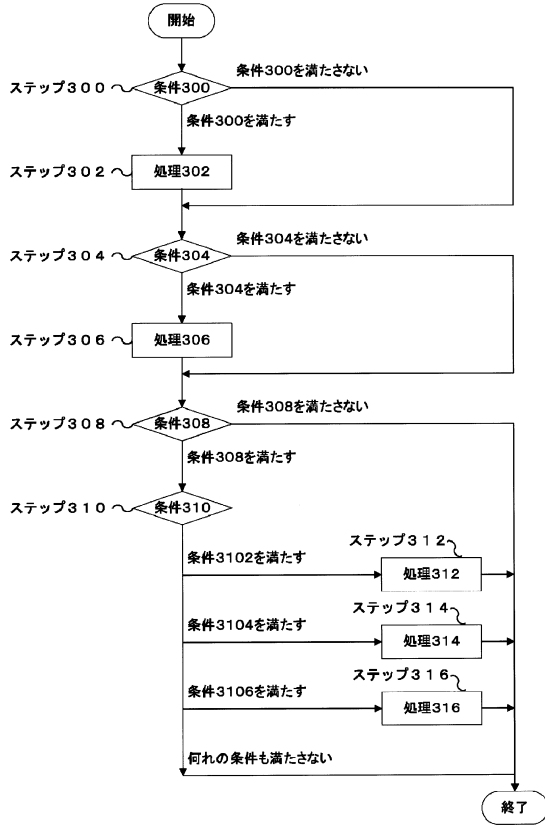 開始
条件300を満たさない
ステップ３００
条件300
条件300を満たす
ステップ３０２
処理302
条件304を満たさない
ステップ３０４
条件304
条件304を満たす
ステップ３０６
処理306
条件308を満たさない
ステップ３０８
条件308
条件308を満たす
ステップ３１０
条件310
ステップ３１２
条件3102を満たす
処理312
ステップ３１４
条件3104を満たす
処理314
ステップ３１６
条件3106を満たす
処理316
何れの条件も満たさない
終了